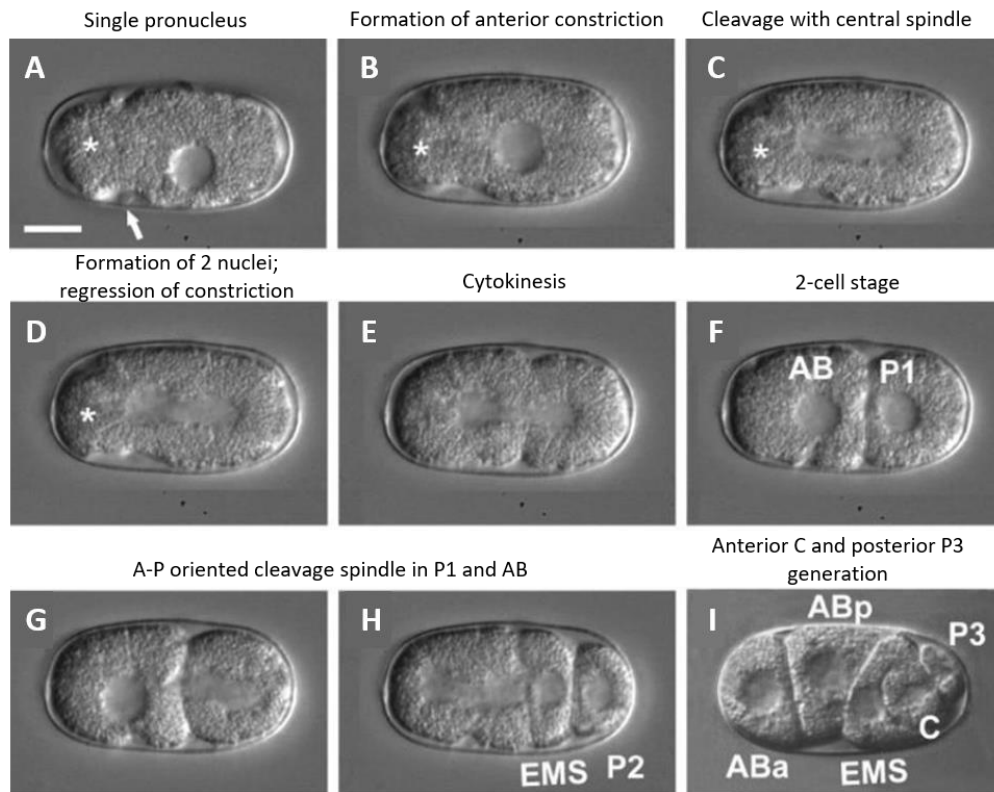 Single pronucleus
Formation of anterior constriction
Cleavage with central spindle
A
*
B
*
C
*
Formation of 2 nuclei;
regression of constriction
Cytokinesis
2-cell stage
D
*
E
F
AB
P1
A-P oriented cleavage spindle in P1 and AB
Anterior C and posterior P3
generation
G
H
EMS
P2
I
ABp
P3
C
ABa
EMS